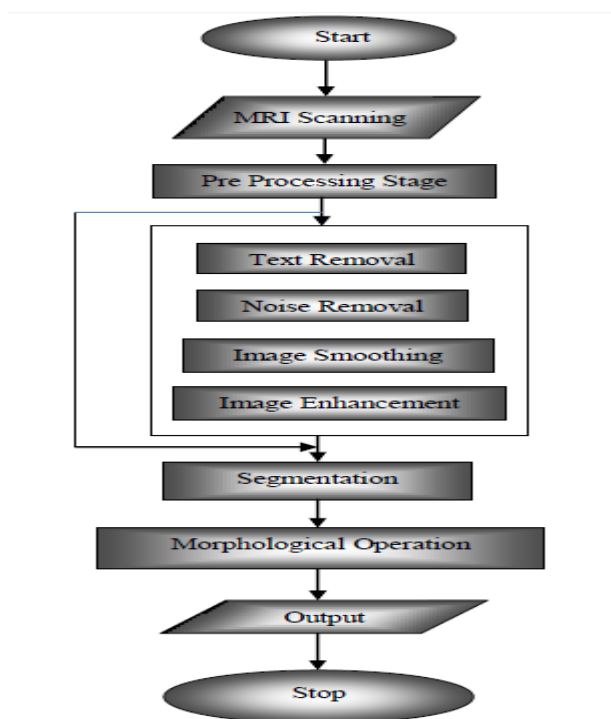 Start
MRI Scanning
Pre Processing Stage
Text Removal
Noise Removal
Image Smoothing
Image Enhancement
Segmentation
Morphological Operation
Output
Stop